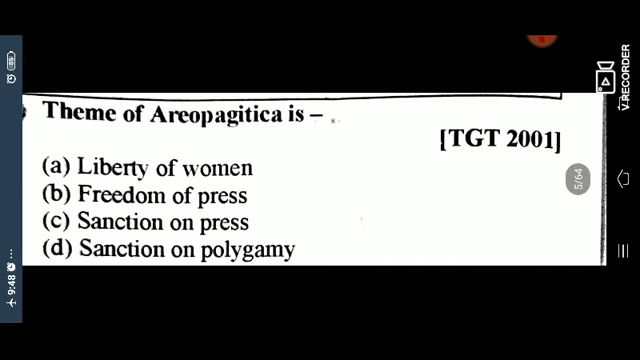 Theme of Areopagitica is –
[TGT 2001]
(a) Liberty of women
(b) Freedom of press
(c) Sanction on press
(d) Sanction on polygamy
5/64
V.RECORDER
9:48
85